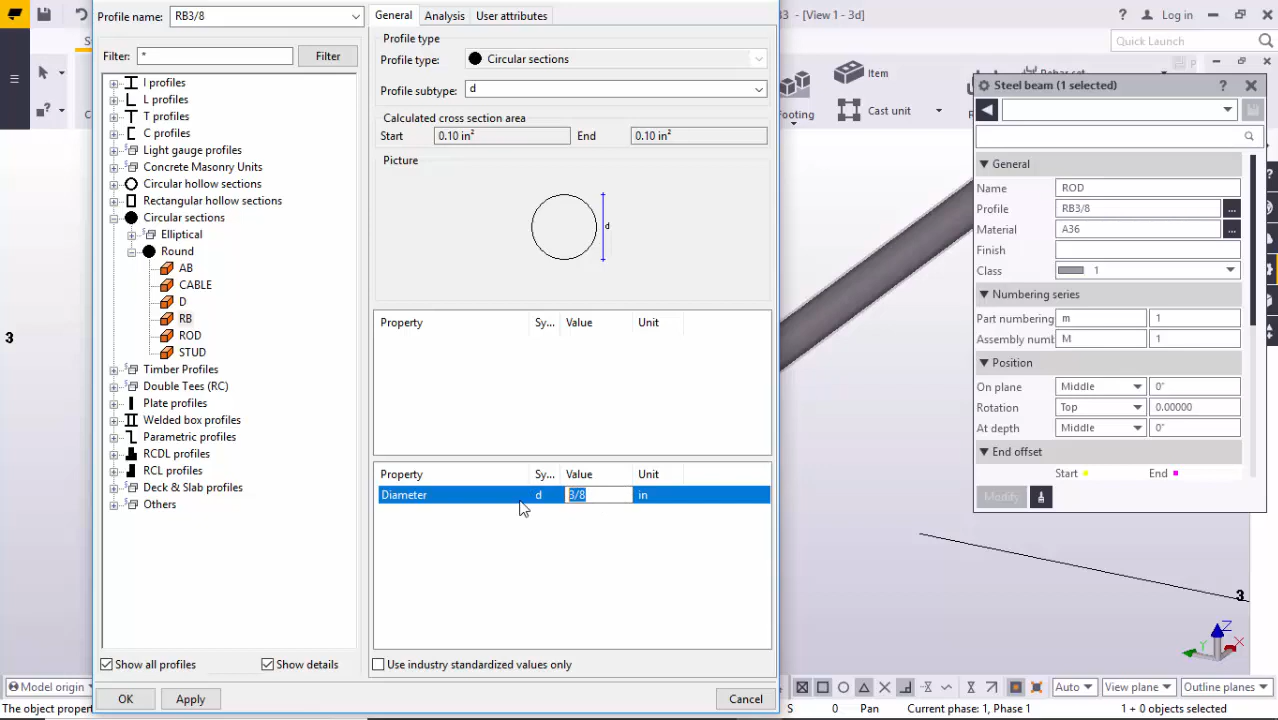 Profile name: RB3/8
Filter: *
Filter
I profiles
L profiles
T profiles
C profiles
Light gauge profiles
Concrete Masonry Units
Circular hollow sections
Rectangular hollow sections
Circular sections
Elliptical
Round
AB
CABLE
D
RB
ROD
STUD
Timber Profiles
Double Tees (RC)
Plate profiles
Welded box profiles
Parametric profiles
RCDL profiles
RCL profiles
Deck & Slab profiles
Others
Show all profiles
Show details
OK
Apply
General
Analysis
User attributes
Profile type
Profile type: Circular sections
Profile subtype: d
Calculated cross section area
Start 0.10 in² End 0.10 in²
Picture
d
Property Sy... Value Unit
Property Sy... Value Unit
Diameter d 3/8 in
Use industry standardized values only
Cancel
3 - [View 1 - 3d]
Log in
Quick Launch
Item
Rebar set
Footing
Cast unit
Steel beam (1 selected)
General
Name ROD
Profile RB3/8 ...
Material A36 ...
Finish
Class 1
Numbering series
Part numbering m 1
Assembly numb M 1
Position
On plane Middle 0"
Rotation Top 0.00000
At depth Middle 0"
End offset
Start End
Modify
3
3
Z
X
Model origin
Auto
View plane
Outline planes
The object propert
S
0
Pan
Current phase: 1, Phase 1
1 + 0 objects selected